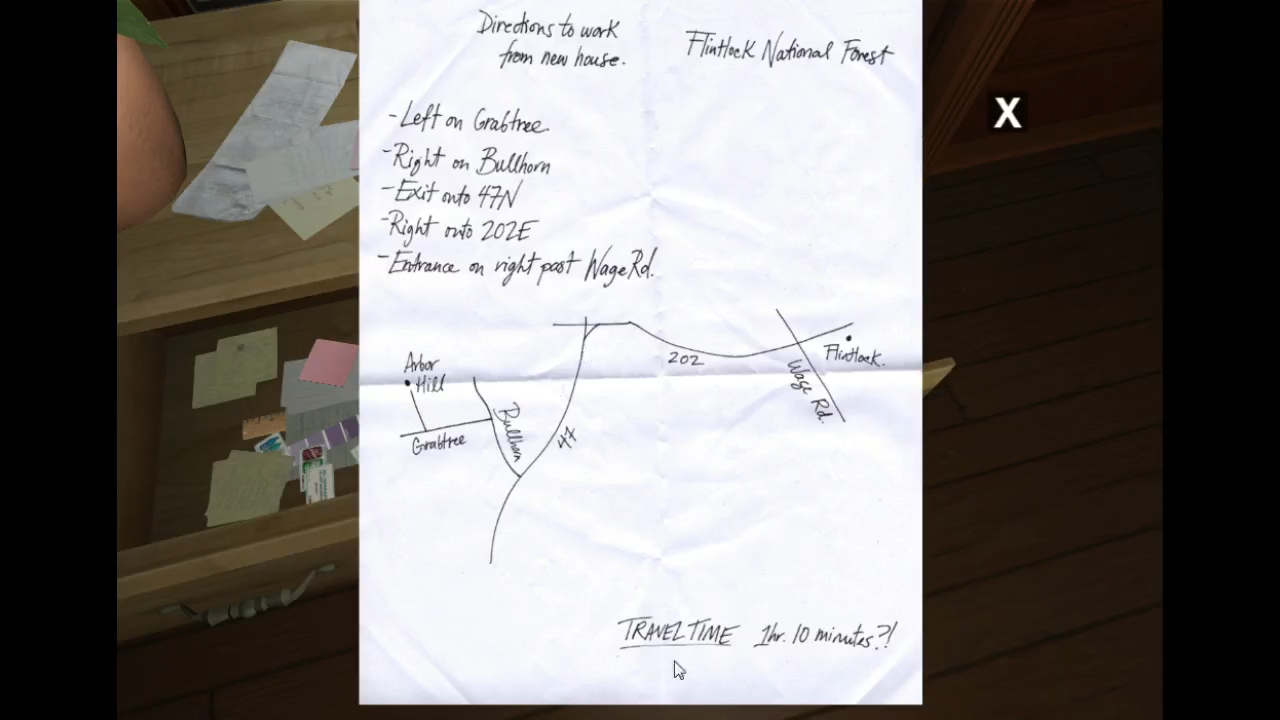 Directions to work
from new house.
Flintlock National Forest
-Left on Grabtree.
-Right on Bullhorn
-Exit onto 47N
-Right onto 202E
-Entrance on right past Wage Rd.
Arbor
Hill
Grabtree
Bullhorn
47
202
Wage Rd.
Flintlock.
TRAVEL TIME 1hr. 10 minutes?!
X